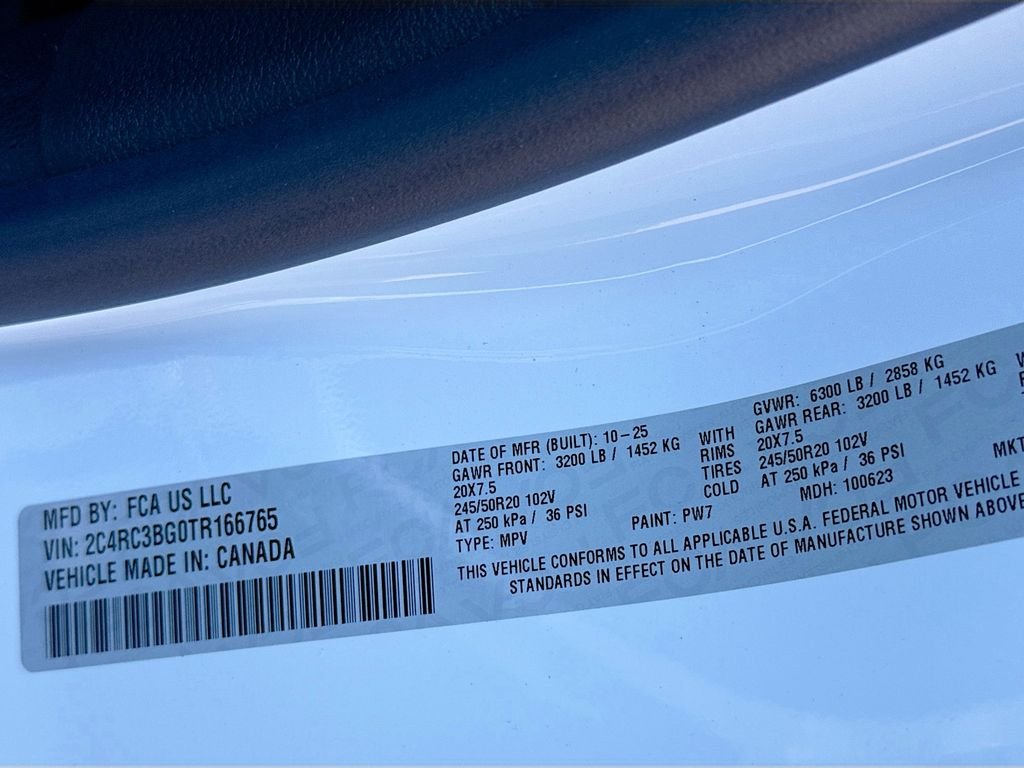 MFD BY: FCA US LLC
VIN: 2C4RC3BG0TR166765
VEHICLE MADE IN: CANADA
DATE OF MFR (BUILT): 10-25
GAWR FRONT: 3200 LB / 1452 KG
20X7.5
245/50R20 102V
AT 250 kPa / 36 PSI
TYPE: MPV
WITH
RIMS
TIRES
COLD
GVWR: 6300 LB / 2858 KG
GAWR REAR: 3200 LB / 1452 KG
20X7.5
245/50R20 102V
AT 250 kPa / 36 PSI
PAINT: PW7
MDH: 100623
MKT
THIS VEHICLE CONFORMS TO ALL APPLICABLE U.S.A. FEDERAL MOTOR VEHICLE
STANDARDS IN EFFECT ON THE DATE OF MANUFACTURE SHOWN ABOVE